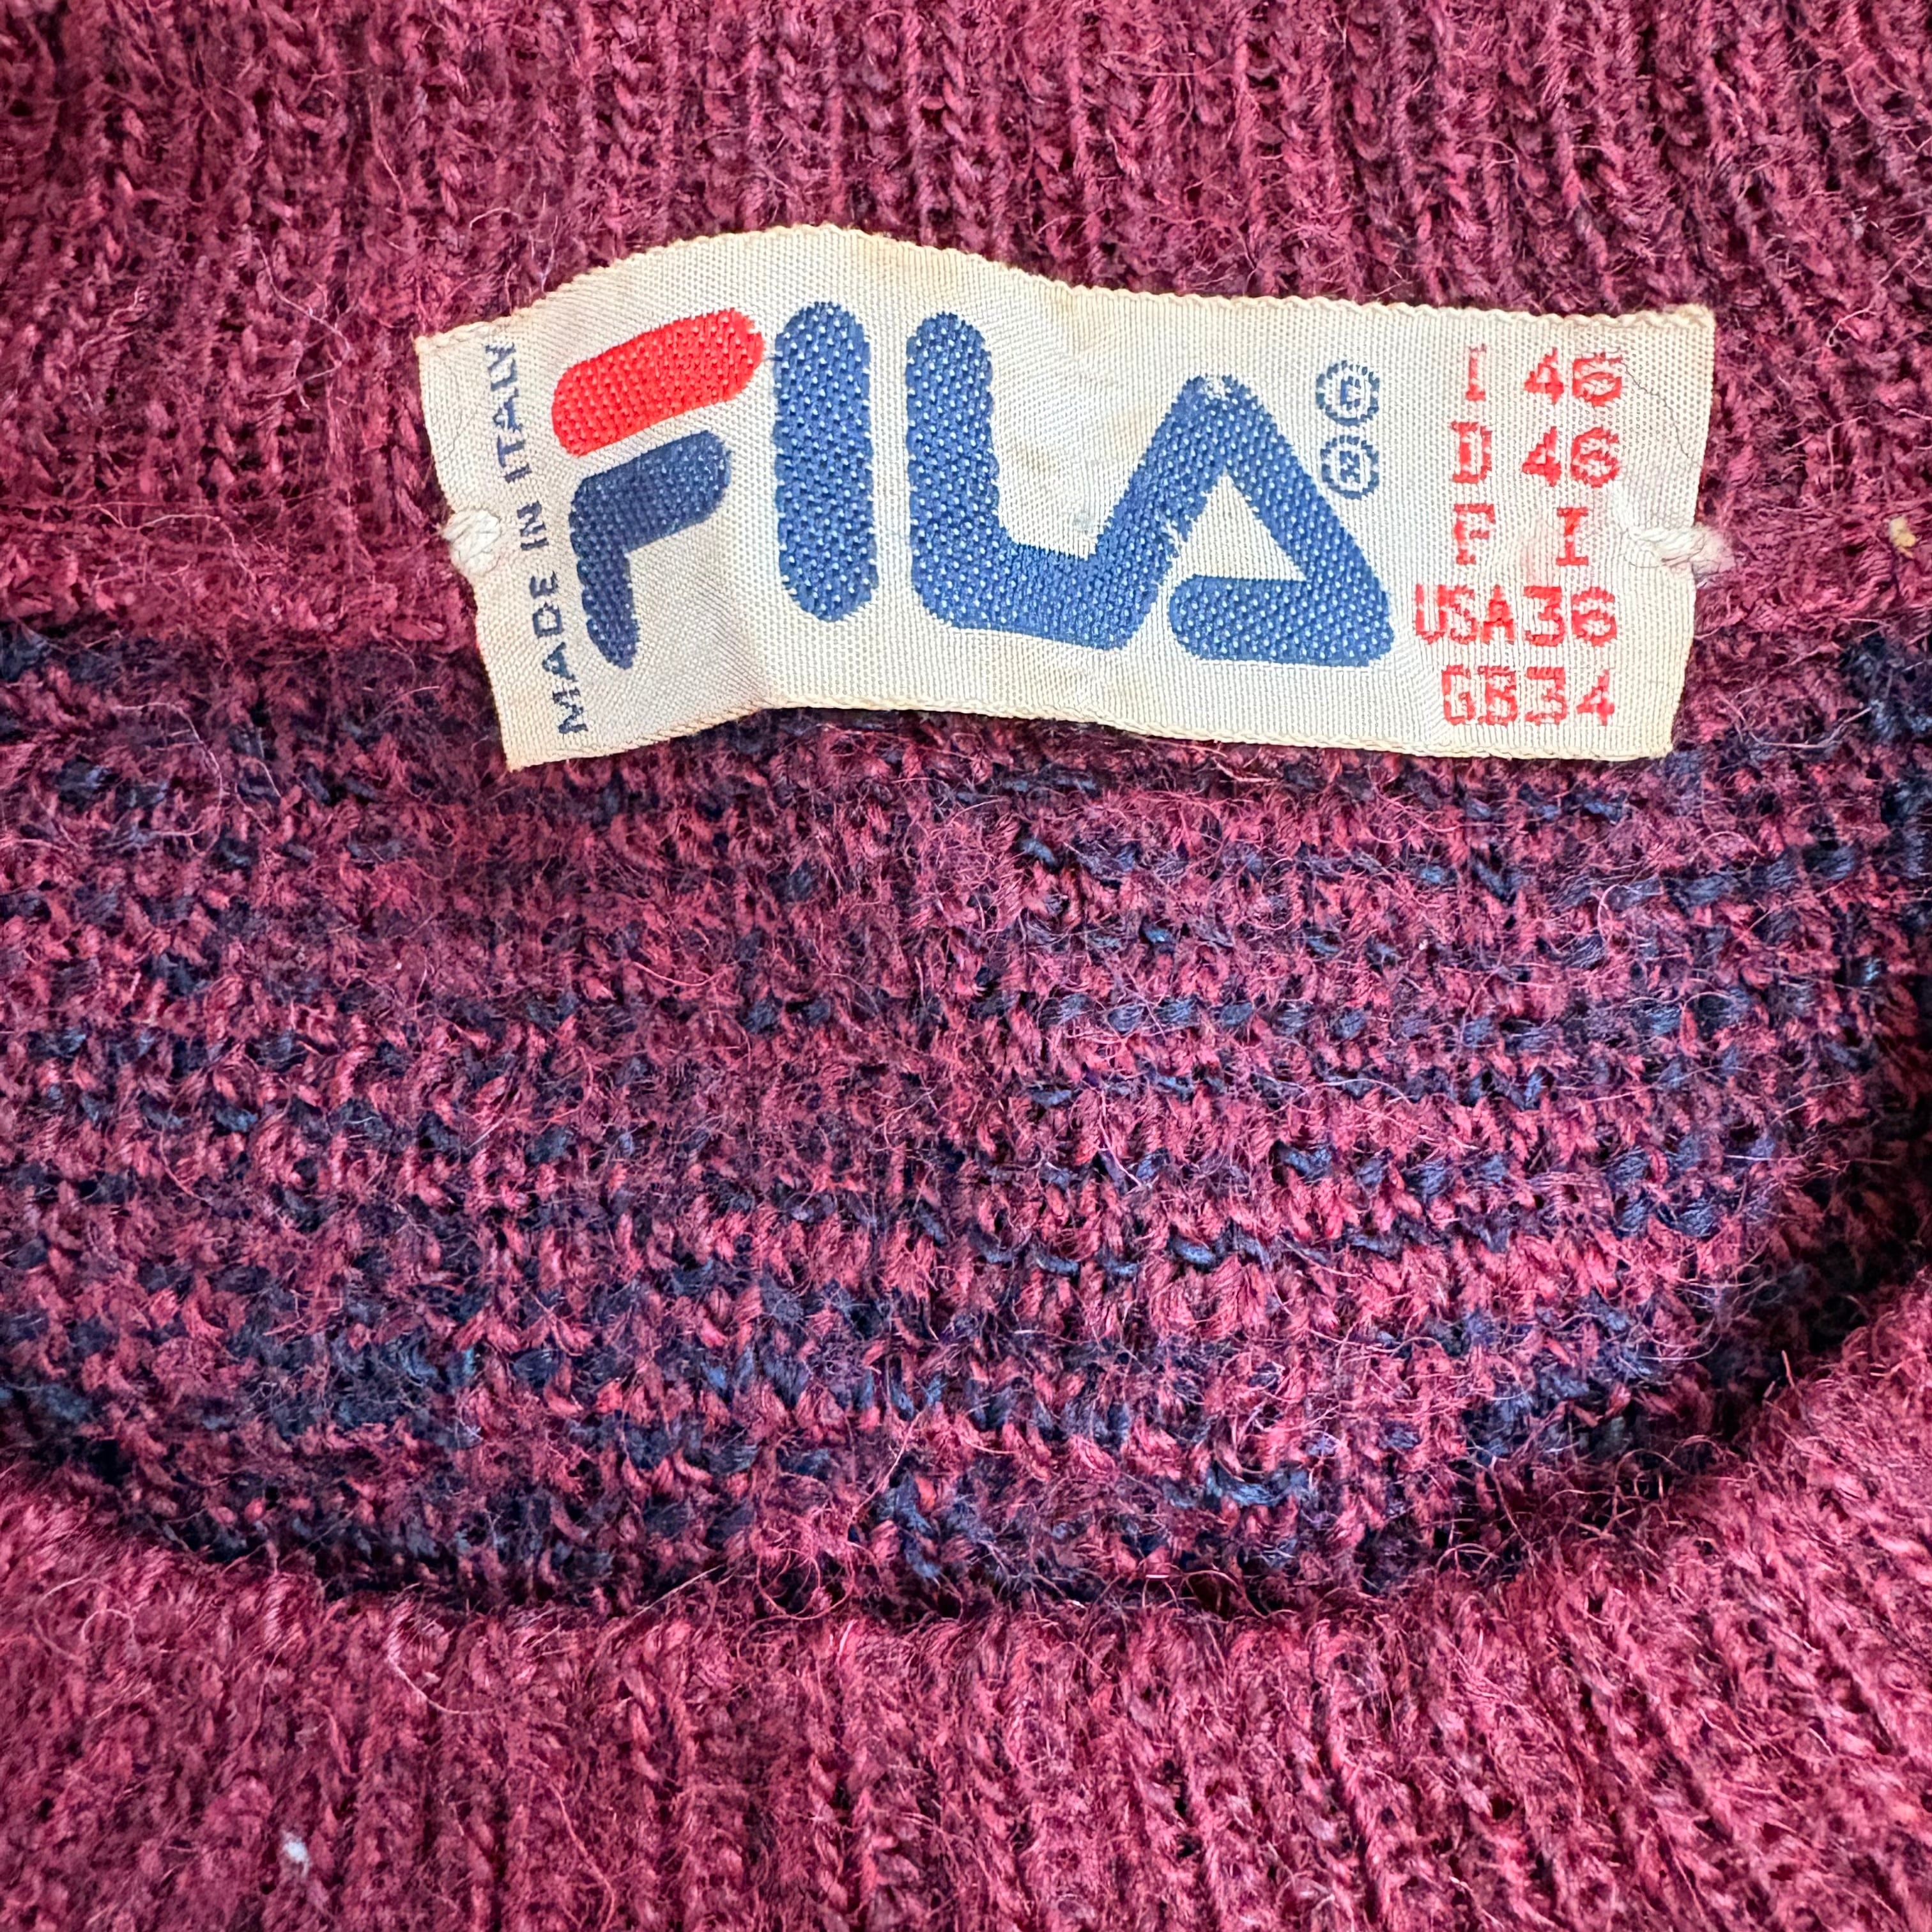 MADE IN ITALY
FILA
© ®
I 46
D 46
F I
USA 36
GB 34